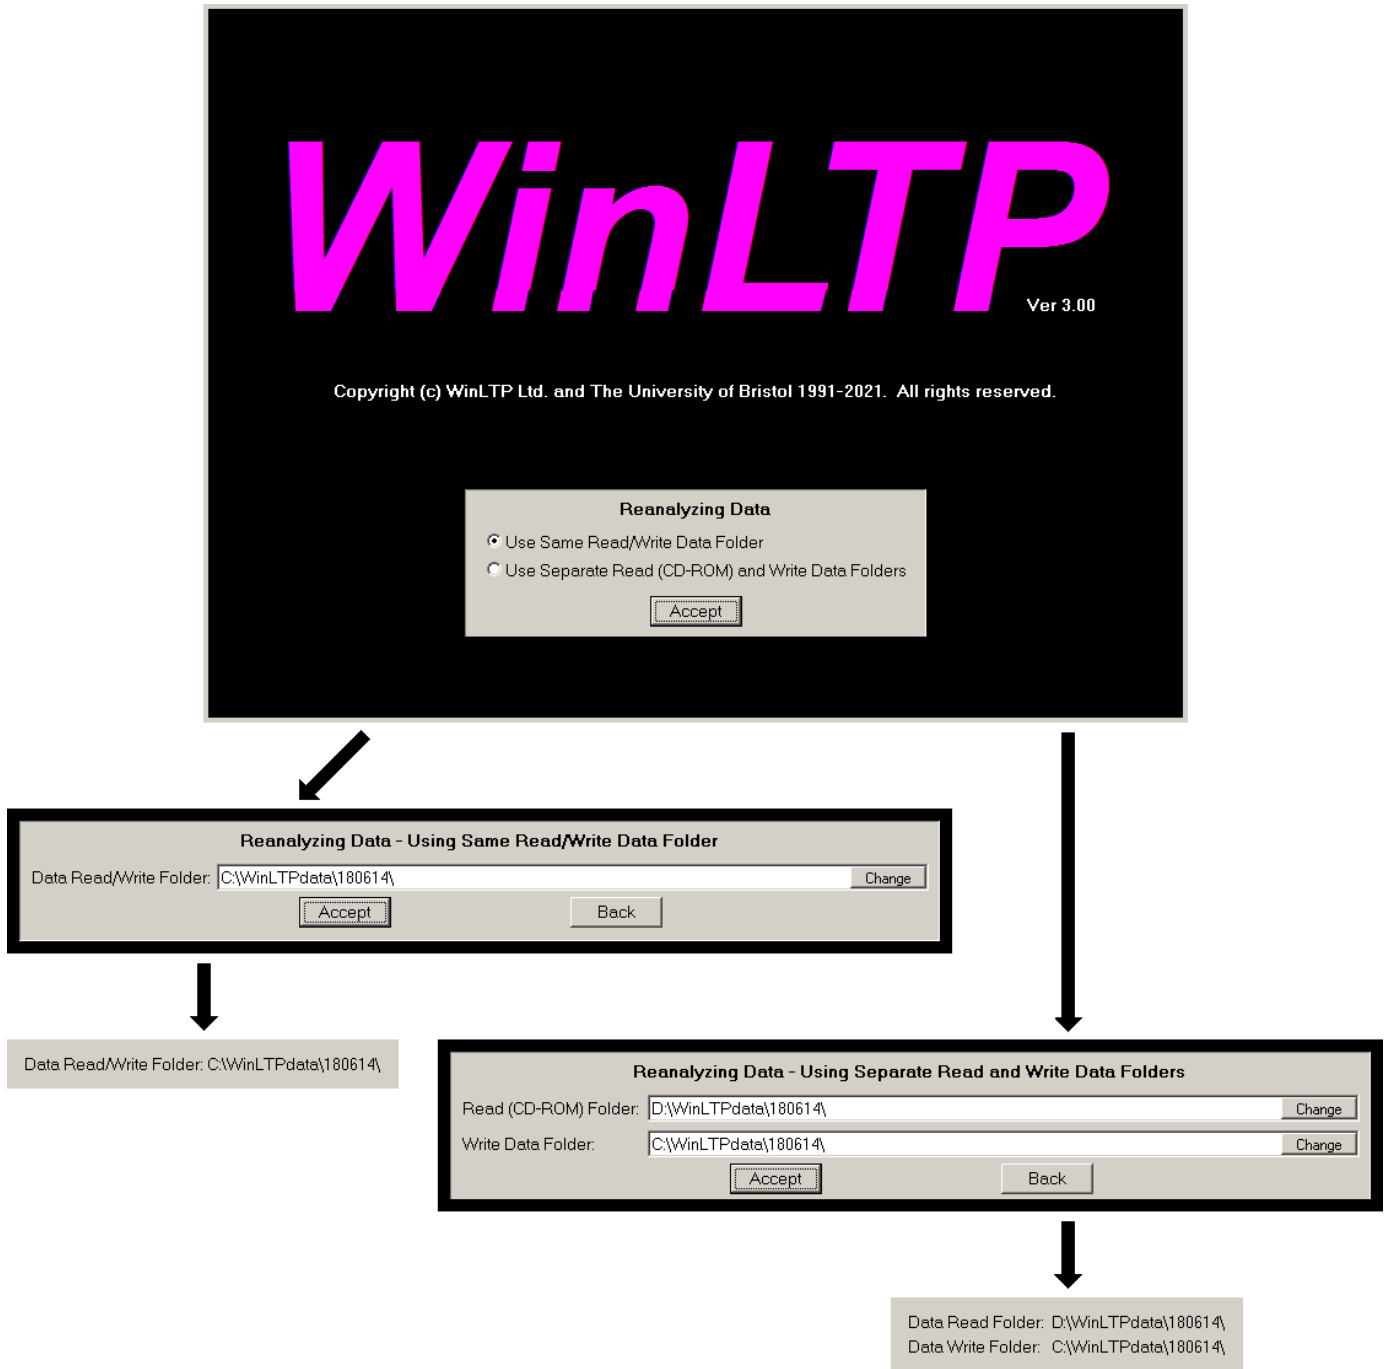 WinLTP
Ver 3.00
Copyright (c) WinLTP Ltd. and The University of Bristol 1991-2021.  All rights reserved.
Reanalyzing Data
Use Same Read/Write Data Folder
Use Separate Read (CD-ROM) and Write Data Folders
Accept
Reanalyzing Data - Using Same Read/Write Data Folder
Data Read/Write Folder: C:\WinLTPdata\180614\ Change
Accept Back
Data Read/Write Folder: C:\WinLTPdata\180614\
Reanalyzing Data - Using Separate Read and Write Data Folders
Read (CD-ROM) Folder: D:\WinLTPdata\180614\ Change
Write Data Folder: C:\WinLTPdata\180614\ Change
Accept Back
Data Read Folder: D:\WinLTPdata\180614\
Data Write Folder: C:\WinLTPdata\180614\